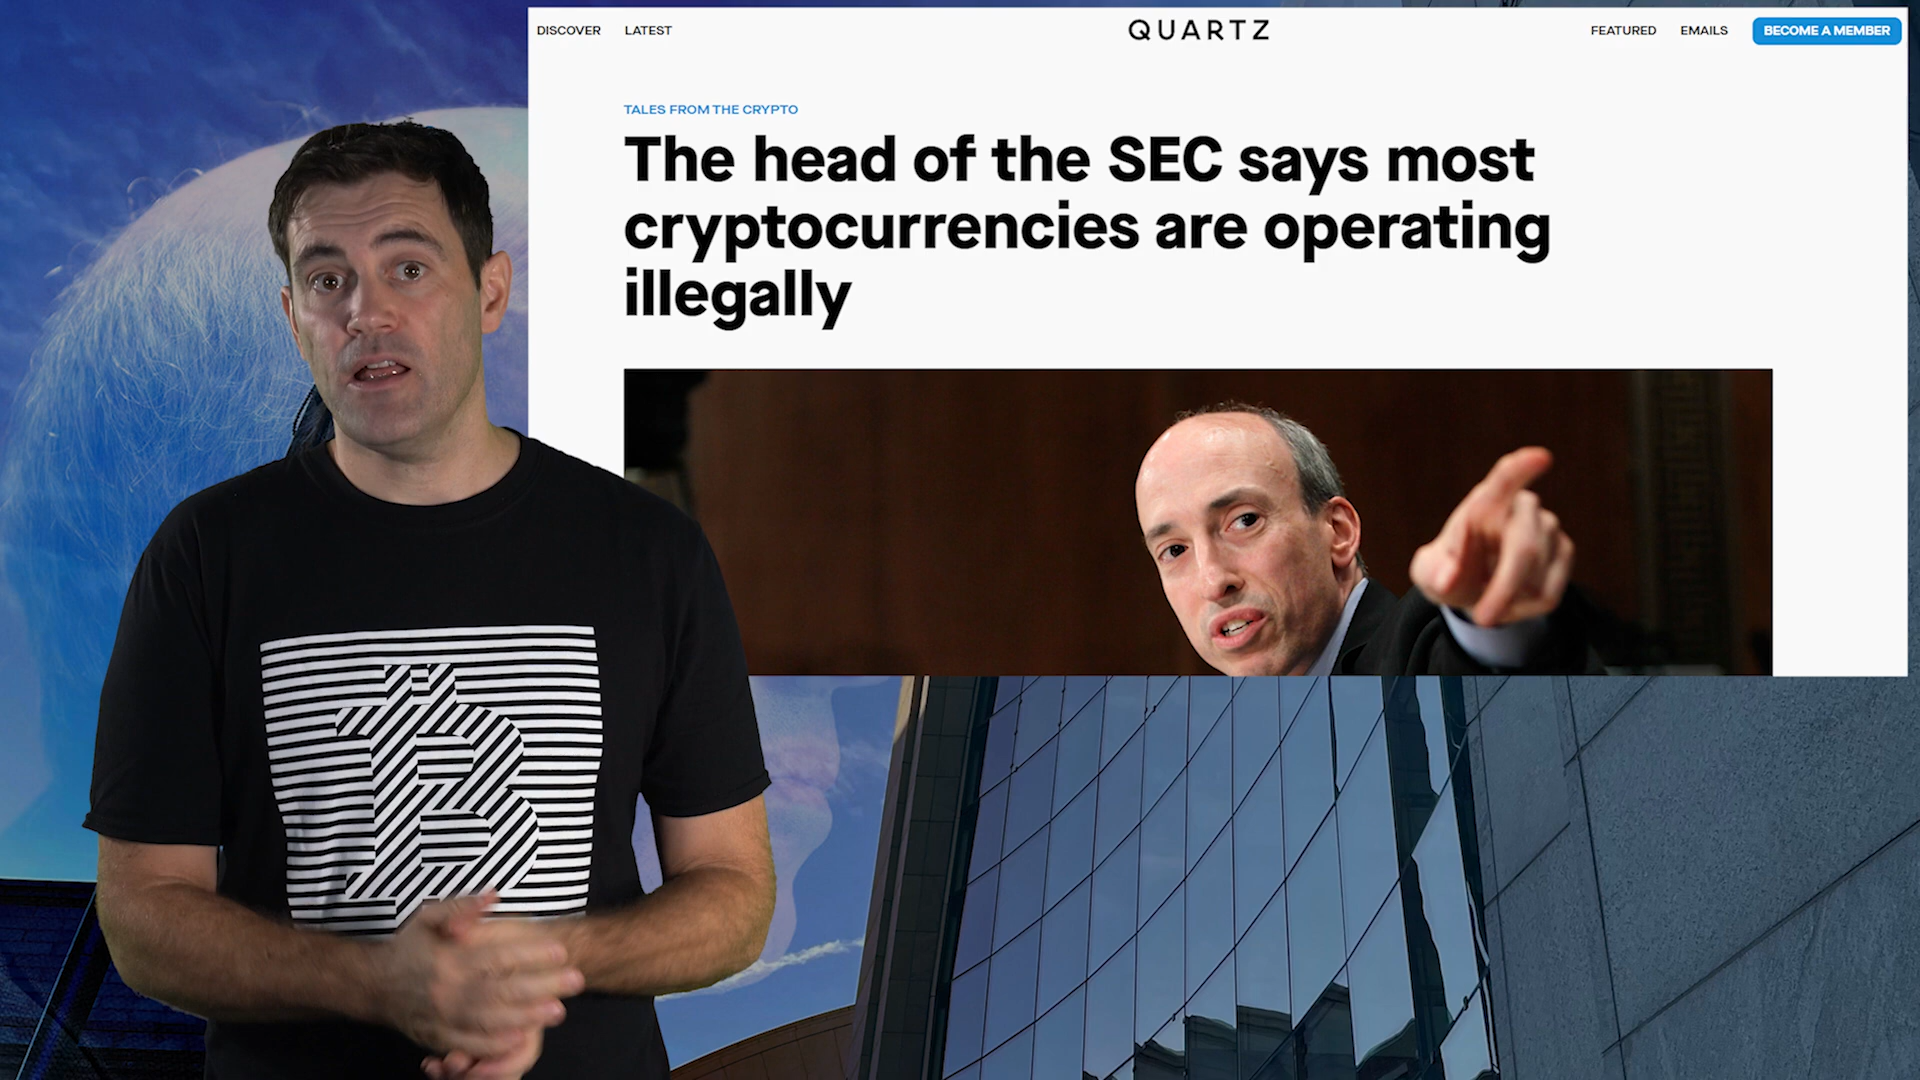 DISCOVER LATEST QUARTZ FEATURED EMAILS BECOME A MEMBER
TALES FROM THE CRYPTO
The head of the SEC says most
cryptocurrencies are operating
illegally